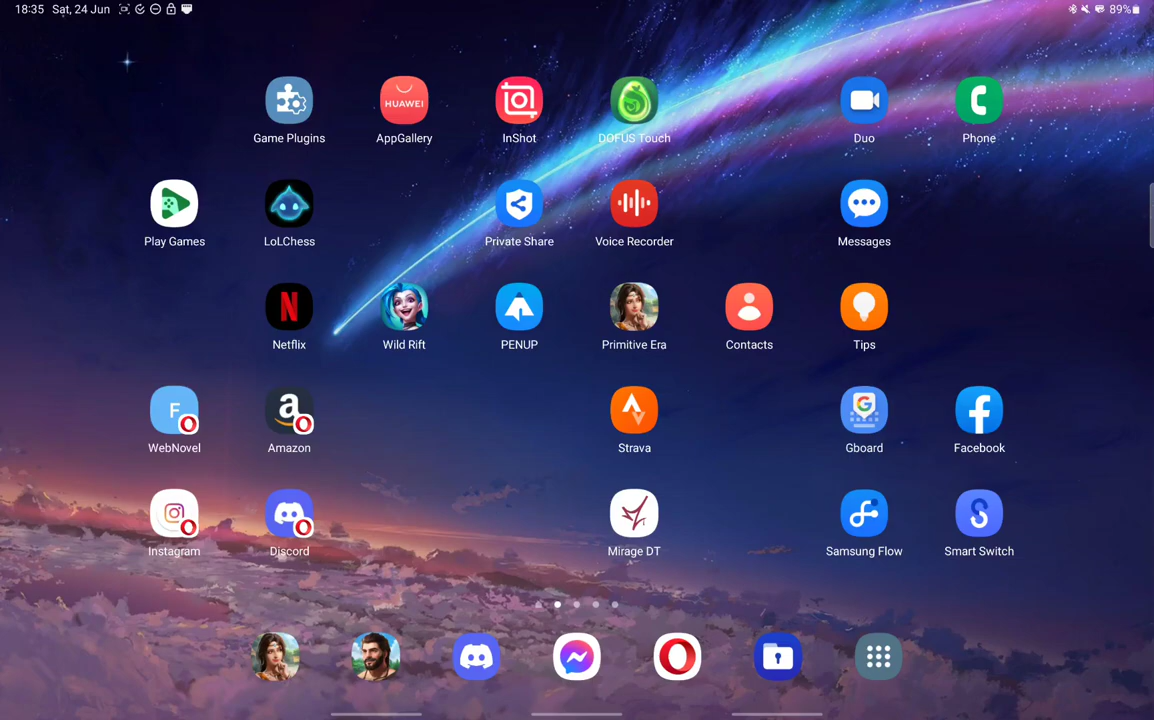 18:35 Sat, 24 Jun
89%
HUAWEI
Game Plugins
AppGallery
InShot
DOFUS Touch
Duo
Phone
Play Games
LoLChess
Private Share
Voice Recorder
Messages
N
Netflix
Wild Rift
PENUP
Primitive Era
Contacts
Tips
F
a
G
f
WebNovel
Amazon
Strava
Gboard
Facebook
S
Instagram
Discord
Mirage DT
Samsung Flow
Smart Switch